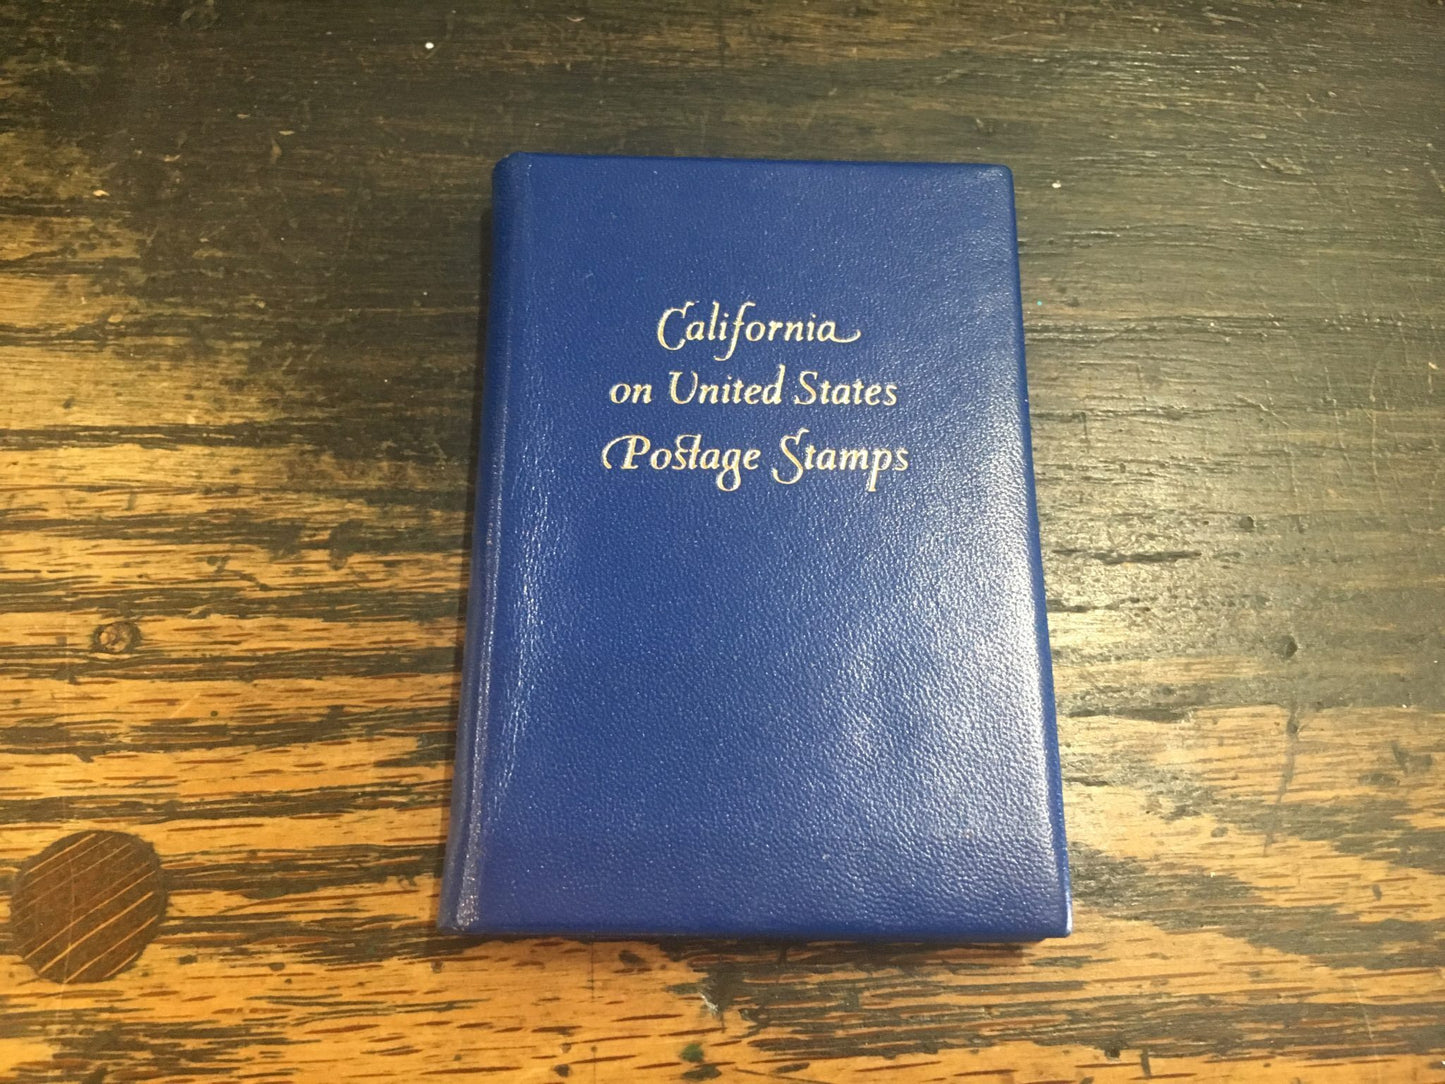 California
on United States
Postage Stamps